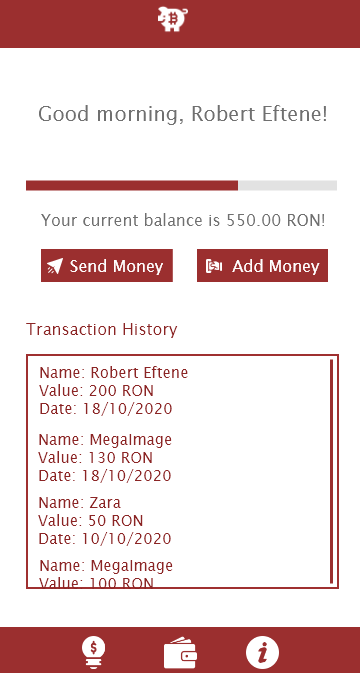 Good morning, Robert Eftene!
Your current balance is 550.00 RON!
Send Money
Add Money
Transaction History
Name: Robert Eftene
Value: 200 RON
Date: 18/10/2020
Name: MegaImage
Value: 130 RON
Date: 18/10/2020
Name: Zara
Value: 50 RON
Date: 10/10/2020
Name: MegaImage
Value: 100 RON